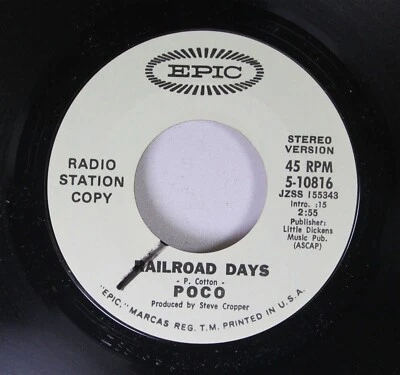 EPIC
RADIO
STATION
COPY
STEREO
VERSION
45 RPM
5-10816
JZSS 155343
Intro. :15
2:55
Publisher:
Little Dickens
Music Pub.
(ASCAP)
RAILROAD DAYS
- P. Cotton -
POCO
Produced by Steve Cropper
"EPIC," MARCAS REG. T.M. PRINTED IN U.S.A.